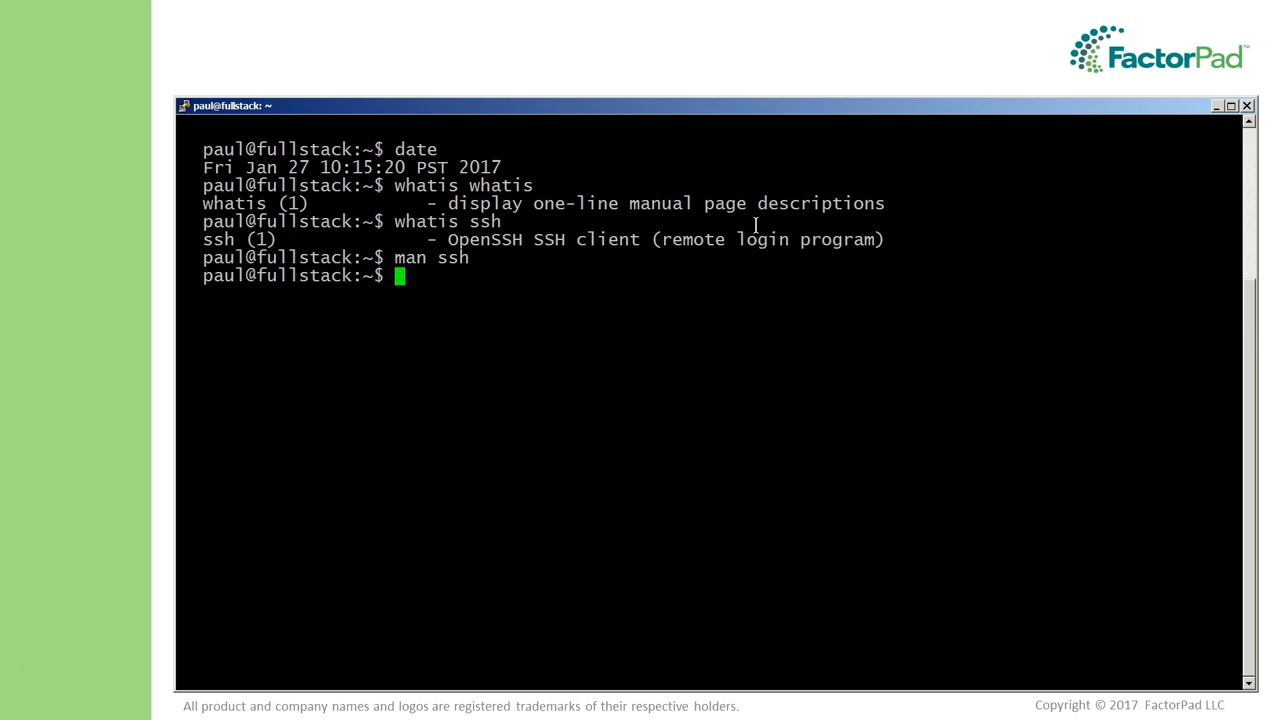 FactorPad™
paul@fullstack: ~
paul@fullstack:~$ date
Fri Jan 27 10:15:20 PST 2017
paul@fullstack:~$ whatis whatis
whatis (1)           - display one-line manual page descriptions
paul@fullstack:~$ whatis ssh
ssh (1)              - OpenSSH SSH client (remote login program)
paul@fullstack:~$ man ssh
paul@fullstack:~$
All product and company names and logos are registered trademarks of their respective holders.
Copyright © 2017 FactorPad LLC